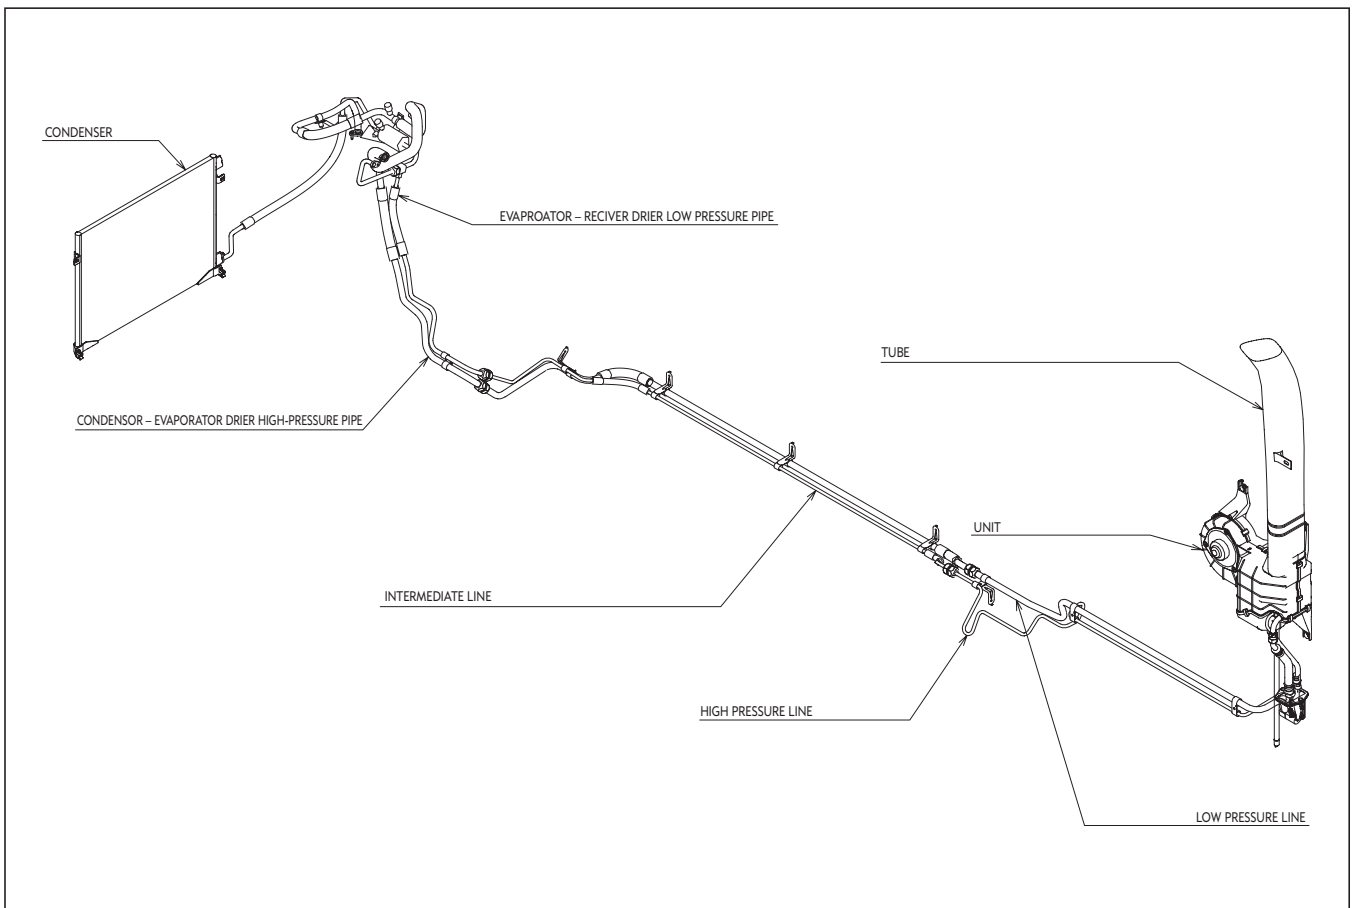 CONDENSER
EVAPROATOR – RECIVER DRIER LOW PRESSURE PIPE
TUBE
CONDENSOR – EVAPORATOR DRIER HIGH-PRESSURE PIPE
UNIT
INTERMEDIATE LINE
HIGH PRESSURE LINE
LOW PRESSURE LINE